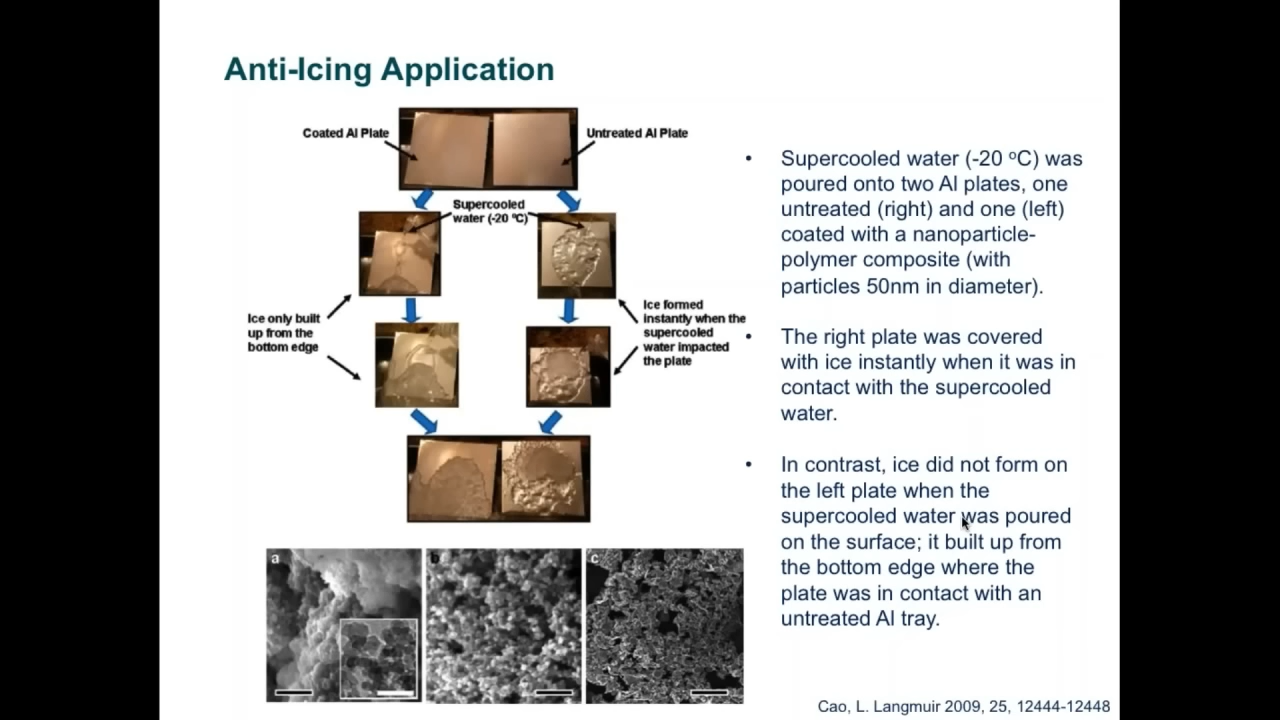 Anti-Icing Application
Coated Al Plate
Untreated Al Plate
Supercooled
water (-20 ºC)
Ice only built
up from the
bottom edge
Ice formed
instantly when the
supercooled
water impacted
the plate
a
b
c
• Supercooled water (-20 ºC) was
poured onto two Al plates, one
untreated (right) and one (left)
coated with a nanoparticle-
polymer composite (with
particles 50nm in diameter).
• The right plate was covered
with ice instantly when it was in
contact with the supercooled
water.
• In contrast, ice did not form on
the left plate when the
supercooled water was poured
on the surface; it built up from
the bottom edge where the
plate was in contact with an
untreated Al tray.
Cao, L. Langmuir 2009, 25, 12444-12448